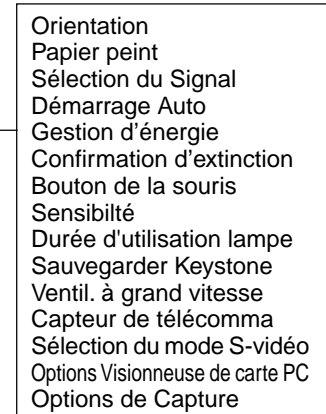 Orientation
Papier peint
Sélection du Signal
Démarrage Auto
Gestion d’énergie
Confirmation d’extinction
Bouton de la souris
Sensibilté
Durée d'utilisation lampe
Sauvegarder Keystone
Ventil. à grand vitesse
Capteur de télécomma
Sélection du mode S-vidéo
Options Visionneuse de carte PC
Options de Capture